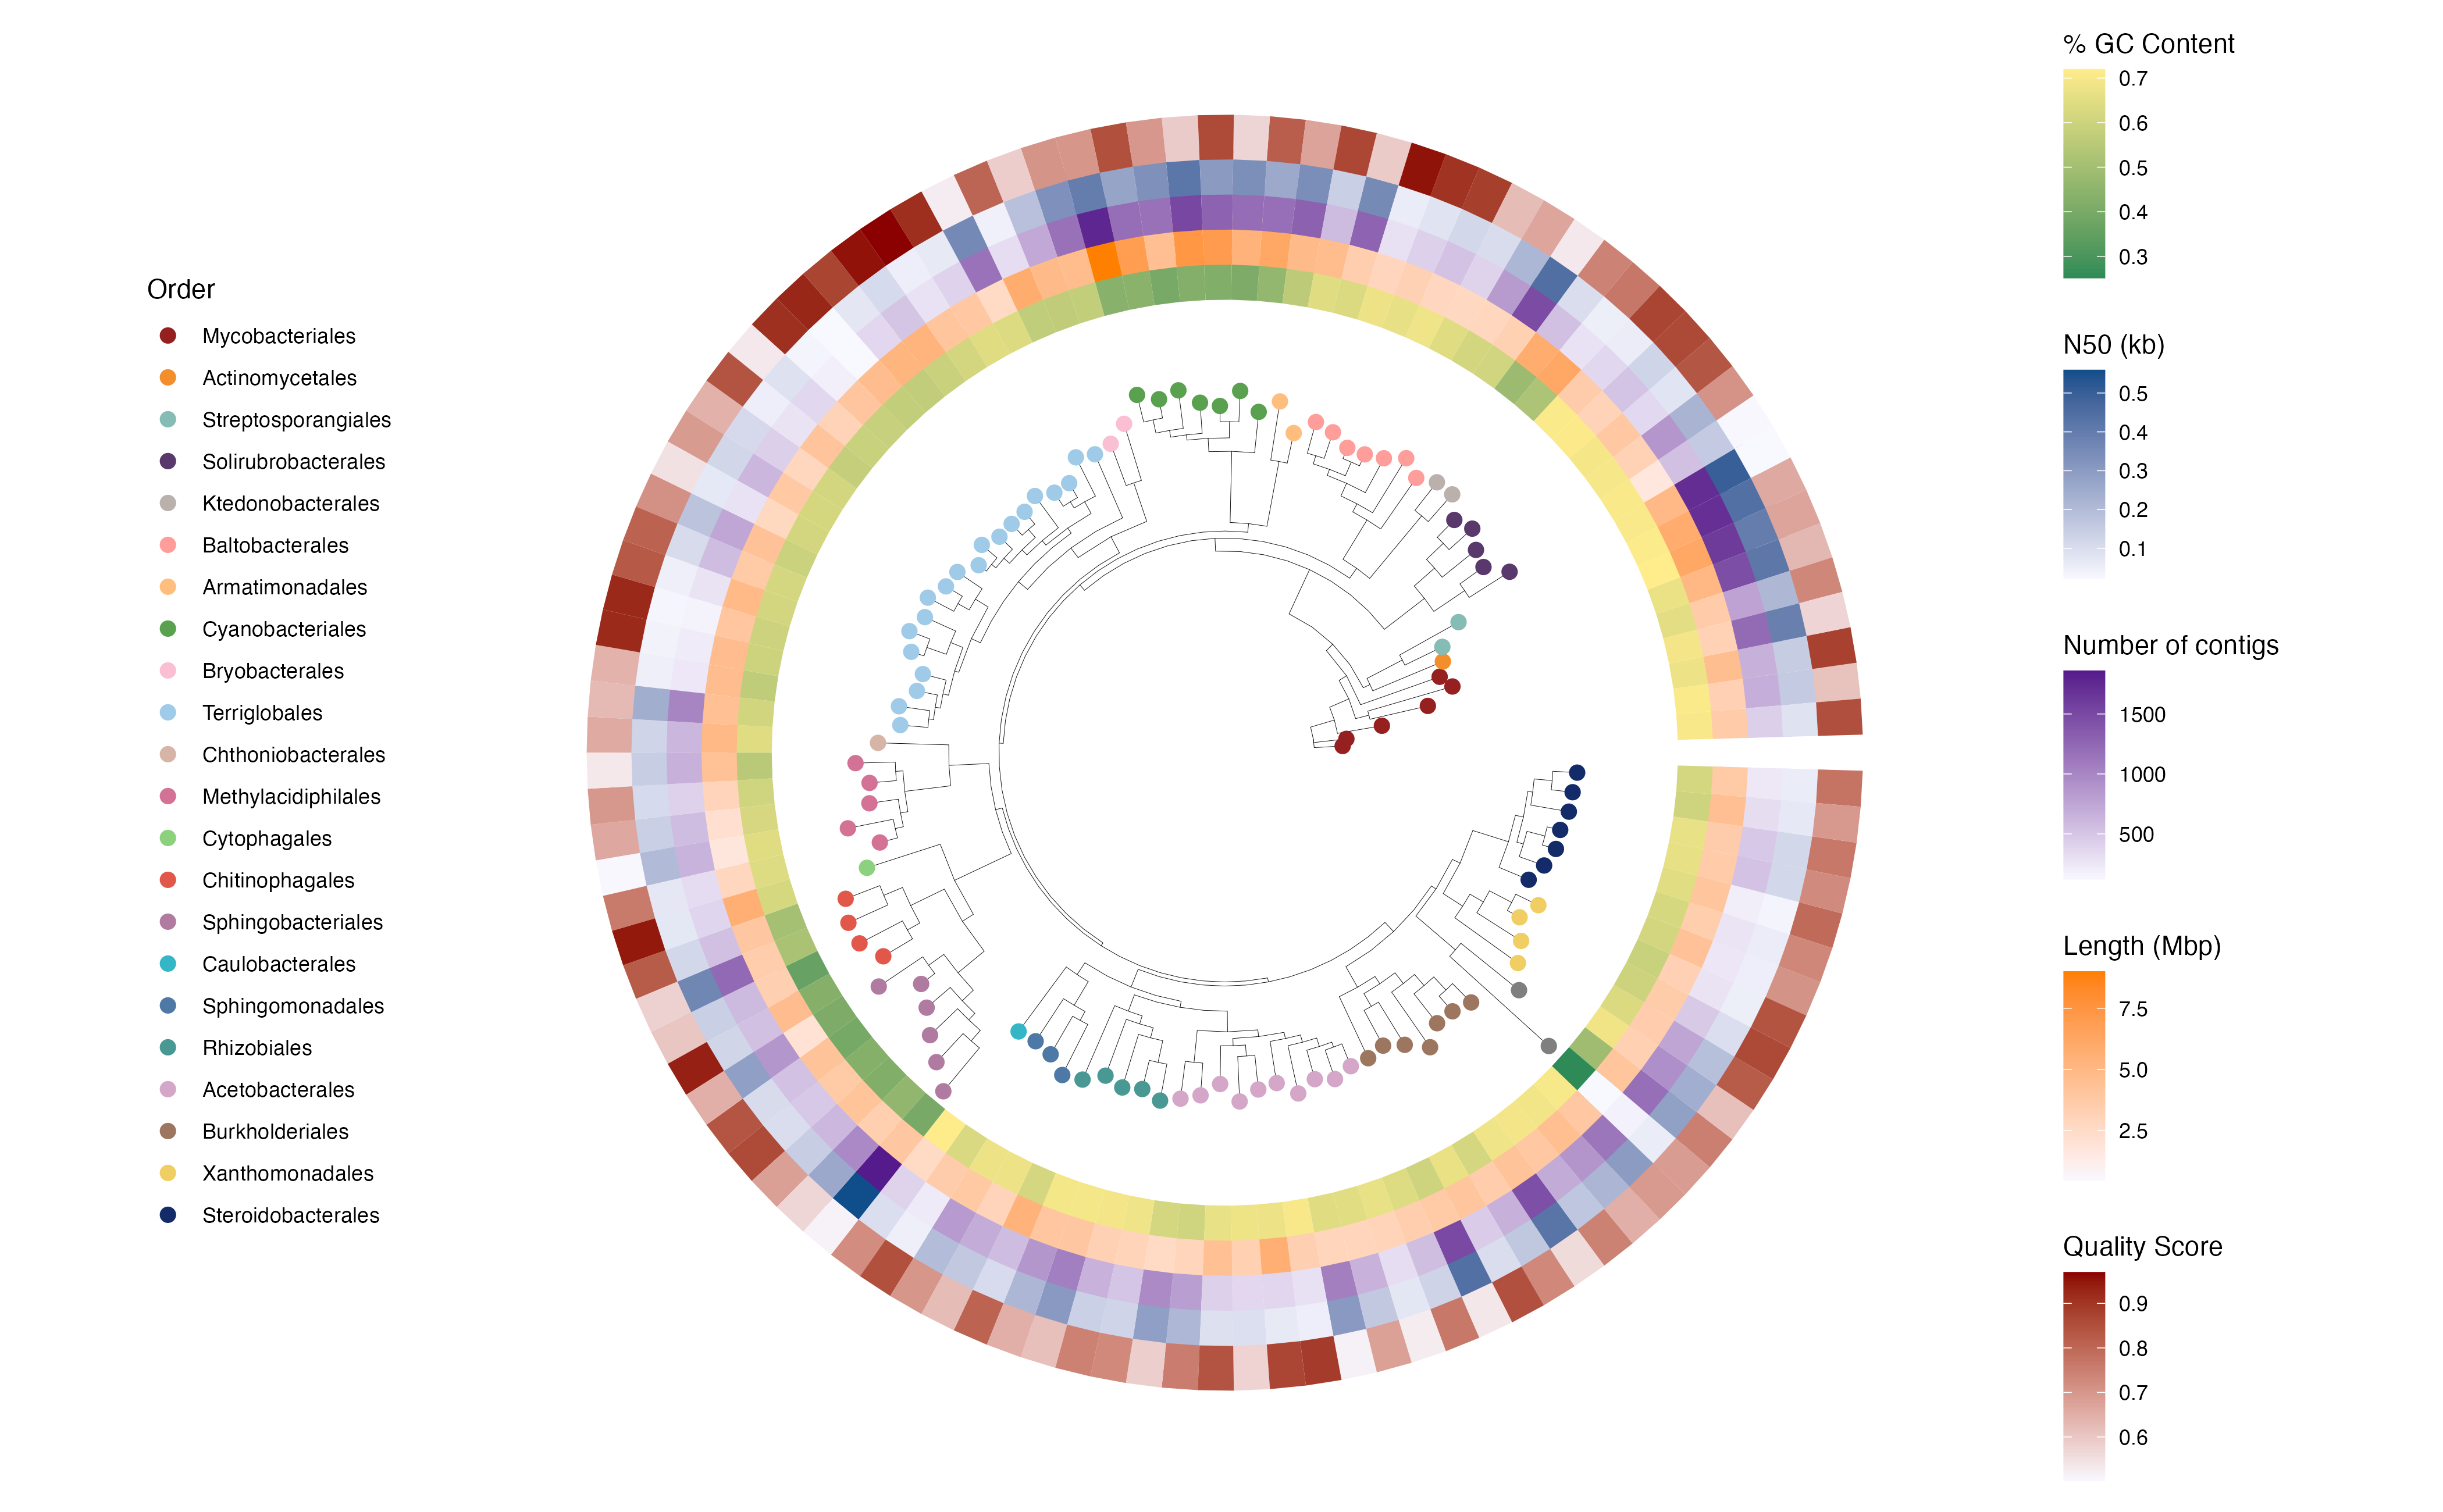 Order
Mycobacteriales
Actinomycetales
Streptosporangiales
Solirubrobacterales
Ktedonobacterales
Baltobacterales
Armatimonadales
Cyanobacteriales
Bryobacterales
Terriglobales
Chthoniobacterales
Methylacidiphilales
Cytophagales
Chitinophagales
Sphingobacteriales
Caulobacterales
Sphingomonadales
Rhizobiales
Acetobacterales
Burkholderiales
Xanthomonadales
Steroidobacterales
% GC Content
0.7
0.6
0.5
0.4
0.3
N50 (kb)
0.5
0.4
0.3
0.2
0.1
Number of contigs
1500
1000
500
Length (Mbp)
7.5
5.0
2.5
Quality Score
0.9
0.8
0.7
0.6